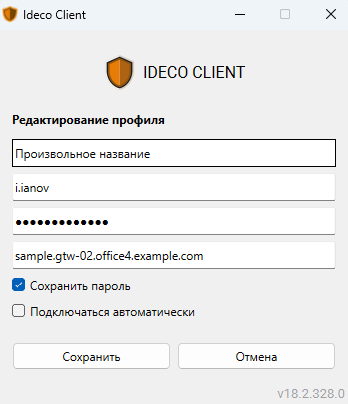 Ideco Client
IDECO CLIENT
Редактирование профиля
Произвольное название
i.ianov
●●●●●●●●●●●●●
sample.gtw-02.office4.example.com
Сохранить пароль
Подключаться автоматически
Сохранить
Отмена
v18.2.328.0